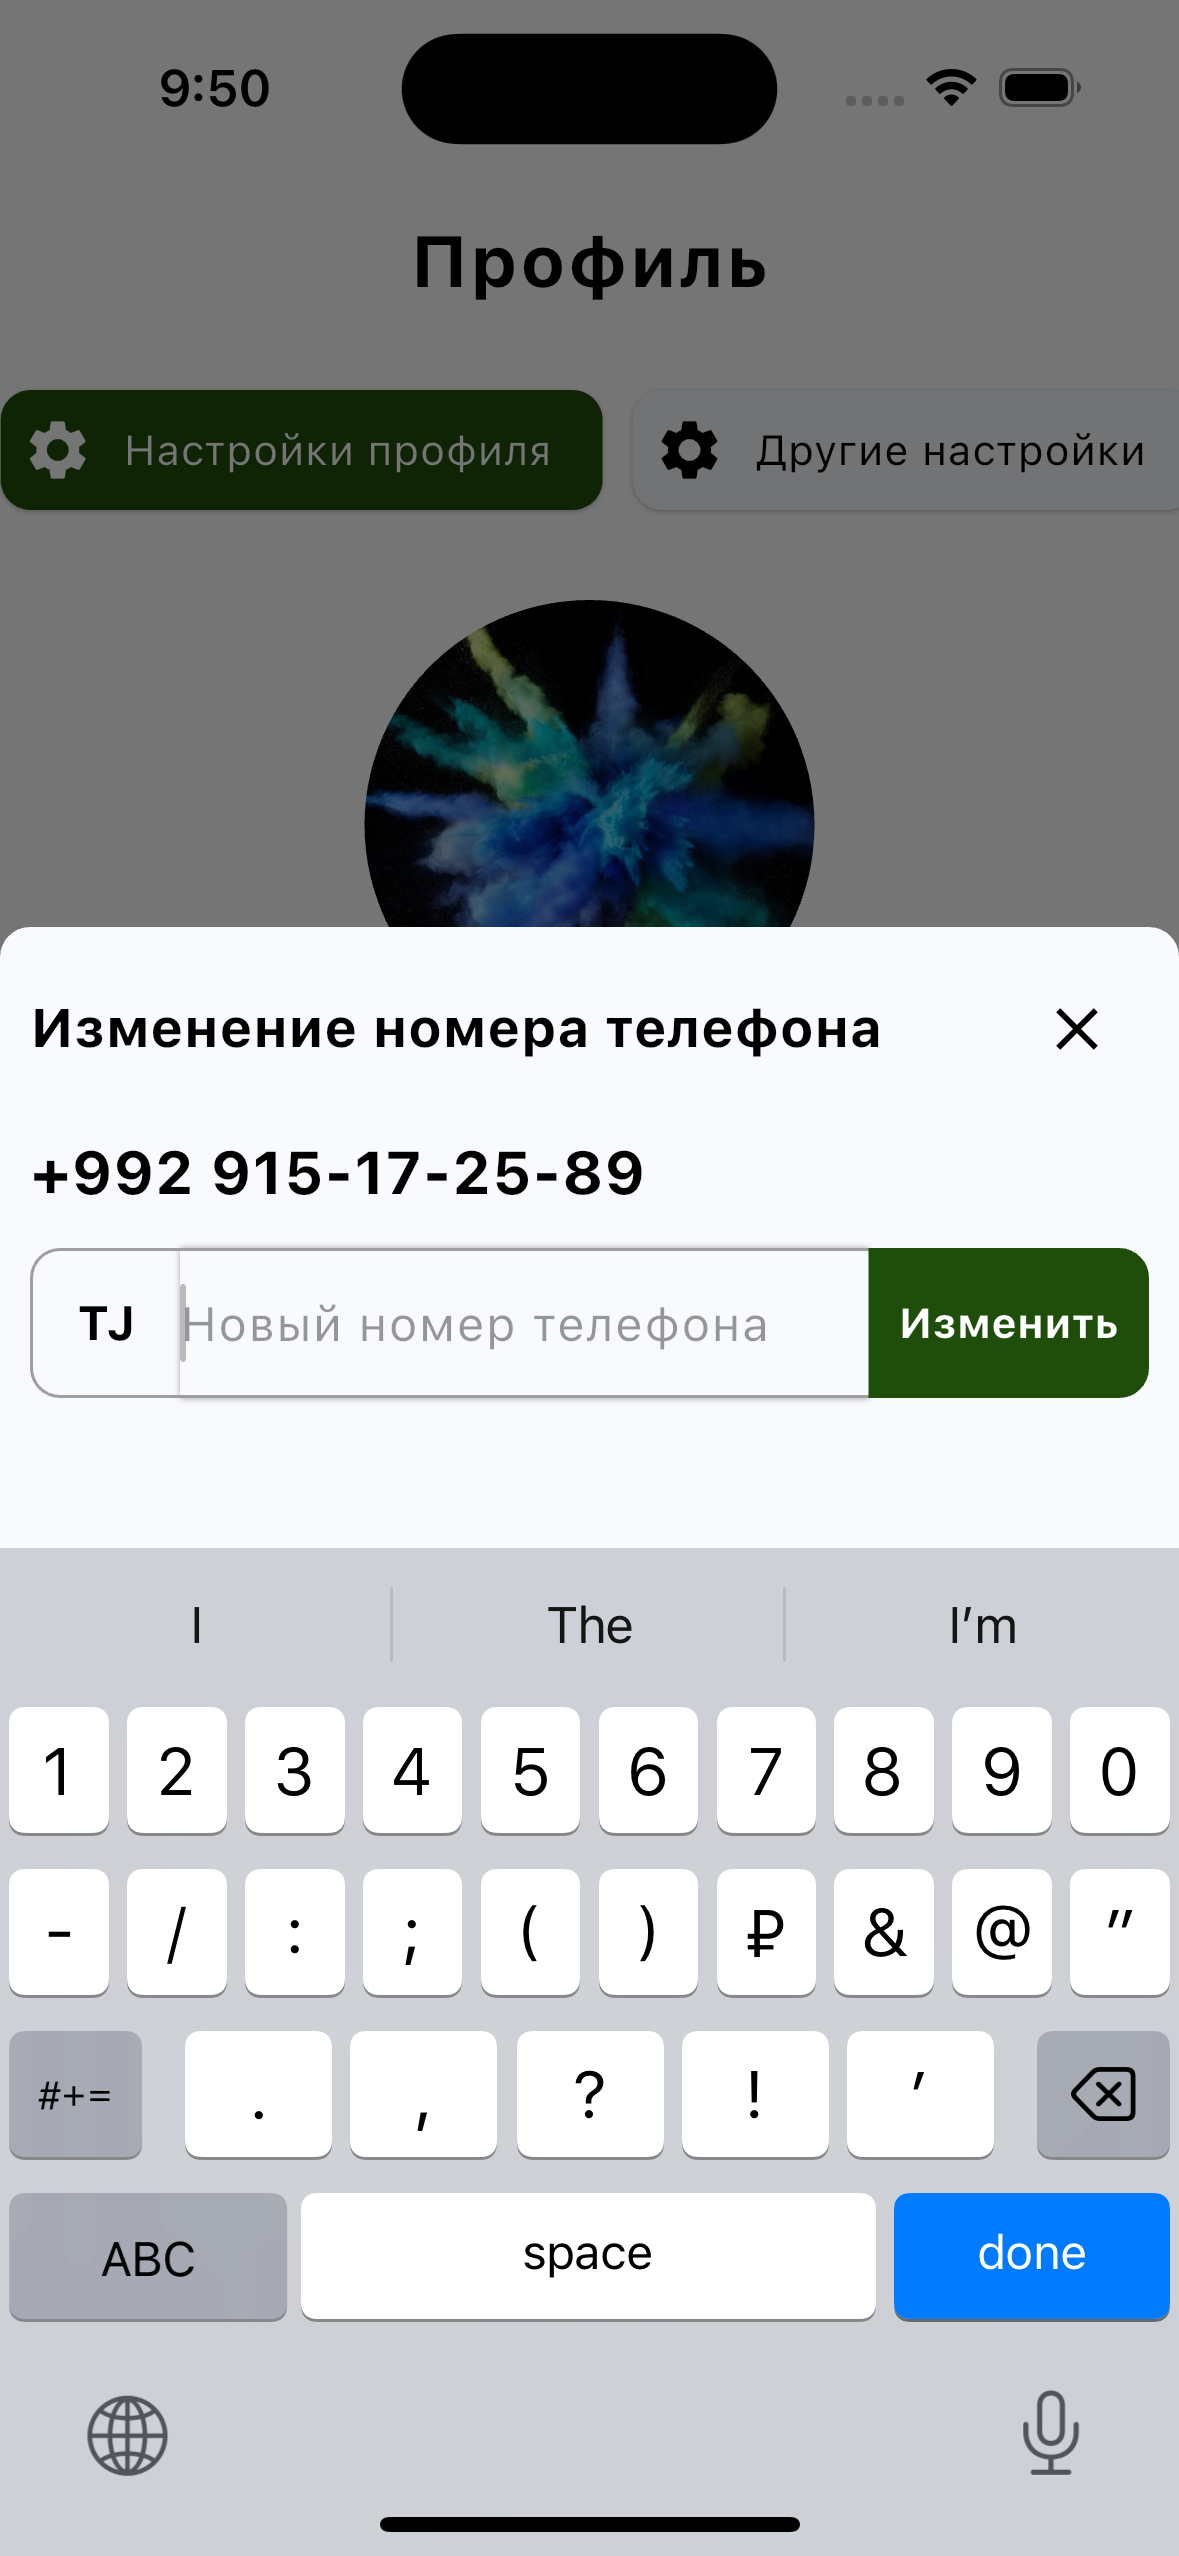 9:50
Профиль
Настройки профиля
Другие настройки
Изменение номера телефона
+992 915-17-25-89
TJ
Новый номер телефона
Изменить
I
The
I'm
1 2 3 4 5 6 7 8 9 0
- / : ; ( ) ₽ & @ "
#+= . , ? ! '
ABC space done